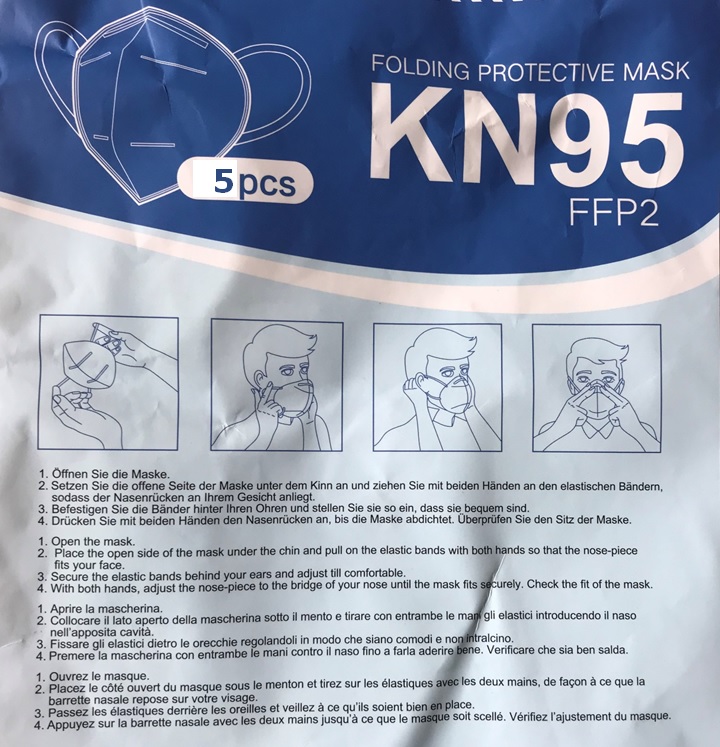 FOLDING PROTECTIVE MASK
KN95
FFP2
5pcs
1. Öffnen Sie die Maske.
2. Setzen Sie die offene Seite der Maske unter dem Kinn an und ziehen Sie mit beiden Händen an den elastischen Bändern,
sodass der Nasenrücken an Ihrem Gesicht anliegt.
3. Befestigen Sie die Bänder hinter Ihren Ohren und stellen Sie sie so ein, dass sie bequem sind.
4. Drücken Sie mit beiden Händen den Nasenrücken an, bis die Maske abdichtet. Überprüfen Sie den Sitz der Maske.
1. Open the mask.
2. Place the open side of the mask under the chin and pull on the elastic bands with both hands so that the nose-piece
fits your face.
3. Secure the elastic bands behind your ears and adjust till comfortable.
4. With both hands, adjust the nose-piece to the bridge of your nose until the mask fits securely. Check the fit of the mask.
1. Aprire la mascherina.
2. Collocare il lato aperto della mascherina sotto il mento e tirare con entrambe le mani gli elastici introducendo il naso
nell'apposita cavità.
3. Fissare gli elastici dietro le orecchie regolandoli in modo che siano comodi e non intralcino.
4. Premere la mascherina con entrambe le mani contro il naso fino a farla aderire bene. Verificare che sia ben salda.
1. Ouvrez le masque.
2. Placez le côté ouvert du masque sous le menton et tirez sur les élastiques avec les deux mains, de façon à ce que la
barrette nasale repose sur votre visage.
3. Passez les élastiques derrière les oreilles et veillez à ce qu'ils soient bien en place.
4. Appuyez sur la barrette nasale avec les deux mains jusqu'à ce que le masque soit scellé. Vérifiez l'ajustement du masque.